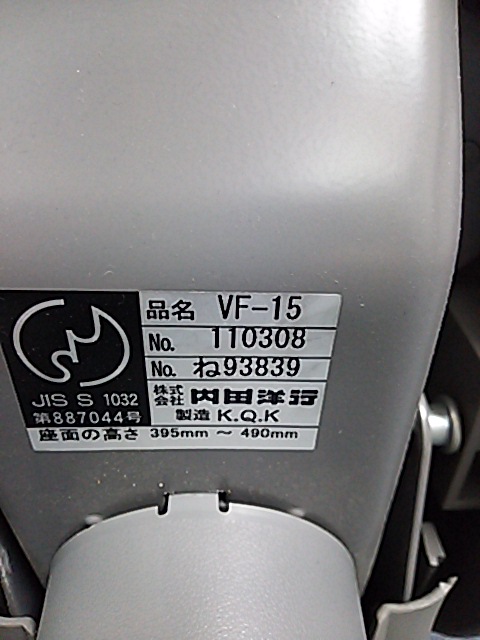 品名 VF-15
No. 110308
No. ね93839
株式会社 内田洋行
製造 K.Q.K
JIS S 1032
第887044号
座面の高さ 395mm ～ 490mm